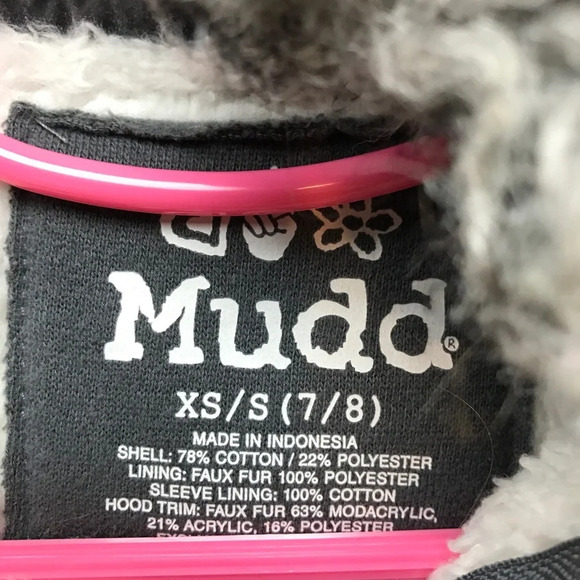 Mudd®
XS/S (7/8)
MADE IN INDONESIA
SHELL: 78% COTTON / 22% POLYESTER
LINING: FAUX FUR 100% POLYESTER
SLEEVE LINING: 100% COTTON
HOOD TRIM: FAUX FUR 63% MODACRYLIC,
21% ACRYLIC, 16% POLYESTER